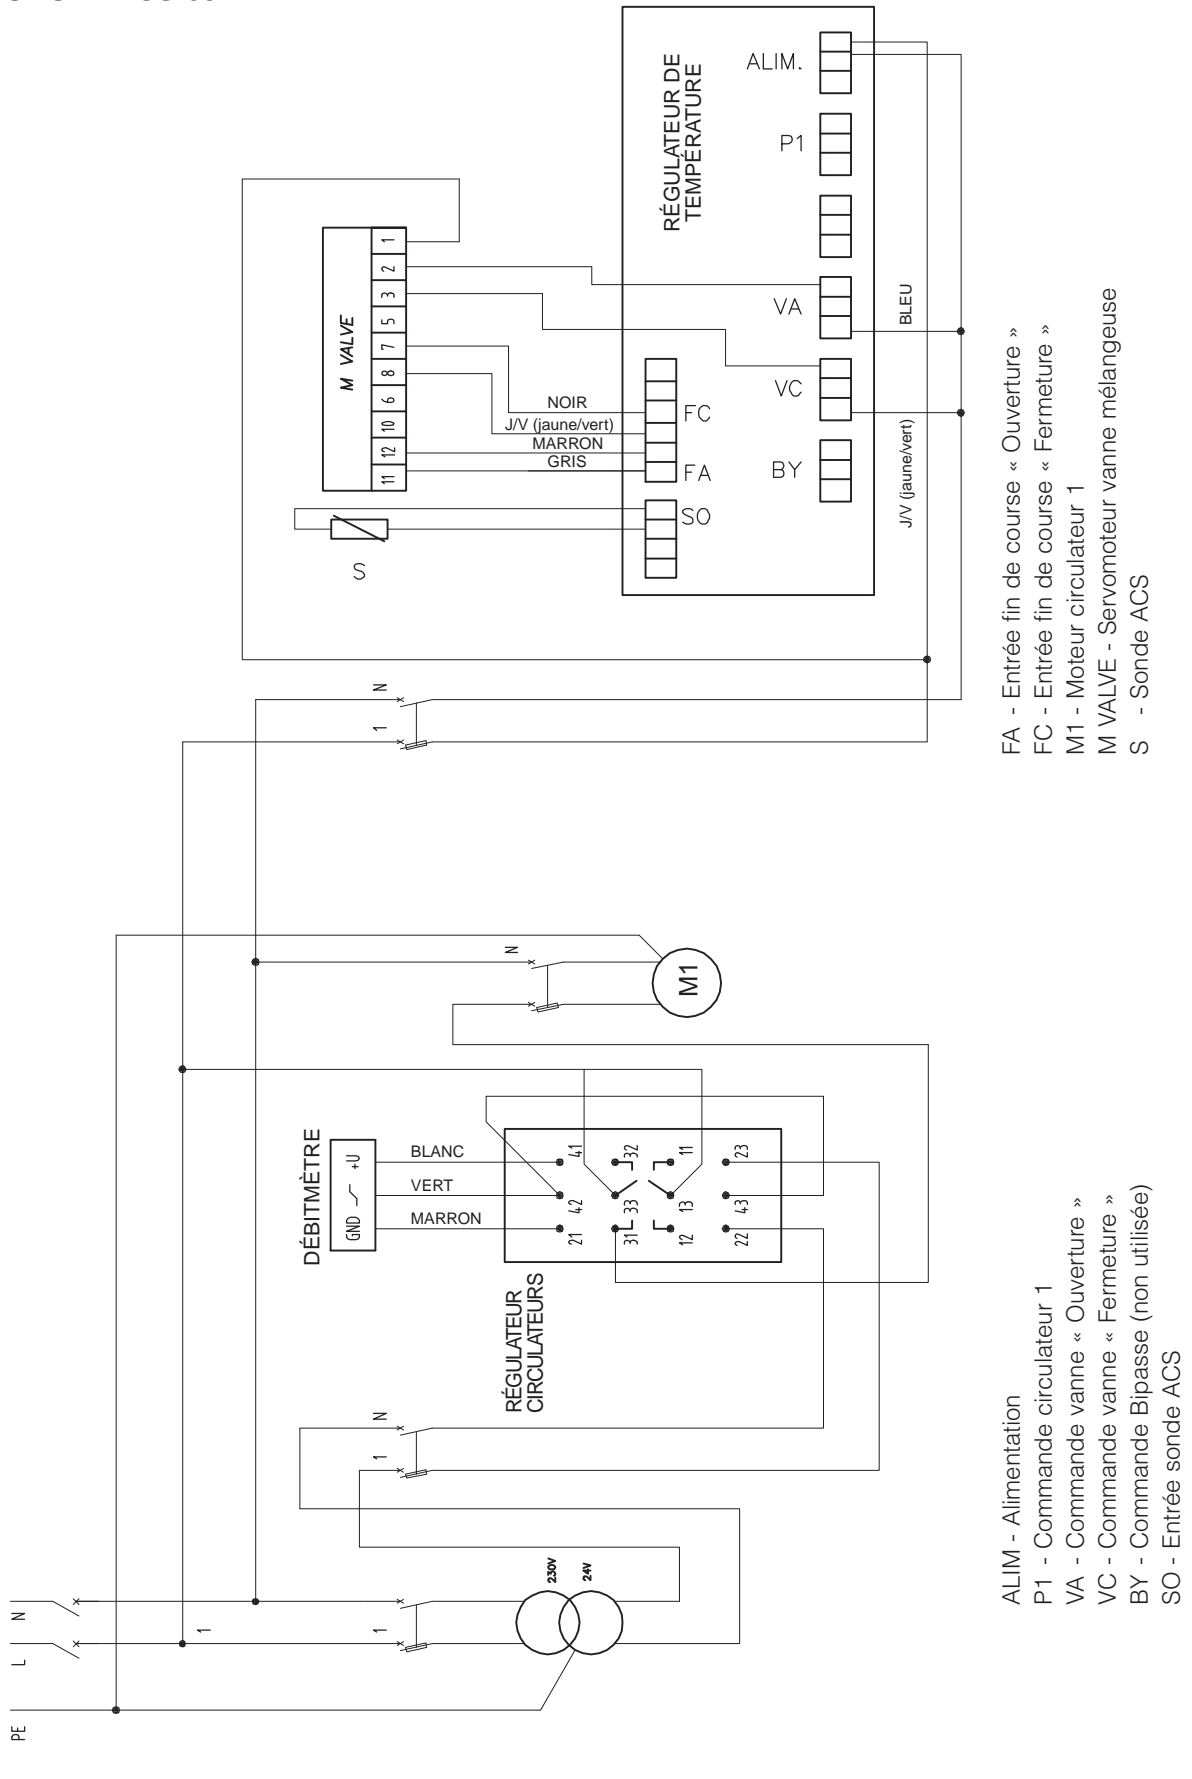 RÉGULATEUR DE
TEMPÉRATURE
ALIM.
P1
VA
VC
BY
FC
FA
SO
BLEU
J/V (jaune/vert)
M VALVE
1
2
3
5
7
8
6
10
12
11
NOIR
J/V (jaune/vert)
MARRON
GRIS
S
N
1
N
M1
DÉBITMÈTRE
GND
+U
BLANC
VERT
MARRON
41
32
11
23
42
33
13
43
21
31
12
22
RÉGULATEUR
CIRCULATEURS
N
1
230V
24V
N
L
PE
1
1
FA - Entrée fin de course « Ouverture »
FC - Entrée fin de course « Fermeture »
M1 - Moteur circulateur 1
M VALVE - Servomoteur vanne mélangeuse
S - Sonde ACS
ALIM - Alimentation
P1 - Commande circulateur 1
VA - Commande vanne « Ouverture »
VC - Commande vanne « Fermeture »
BY - Commande Bipasse (non utilisée)
SO - Entrée sonde ACS